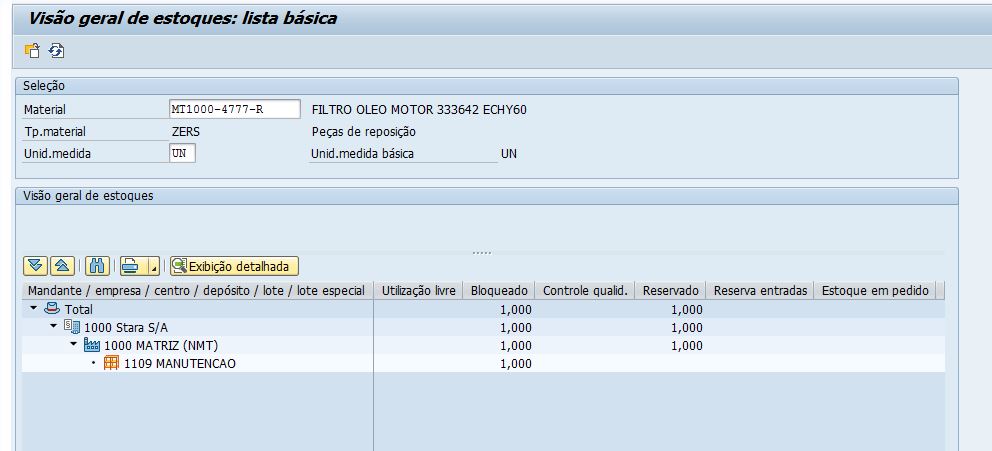 Visão geral de estoques: lista básica
Seleção
Material MT1000-4777-R FILTRO OLEO MOTOR 333642 ECHY60
Tp.material ZERS Peças de reposição
Unid.medida UN Unid.medida básica UN
Visão geral de estoques
Exibição detalhada
Mandante / empresa / centro / depósito / lote / lote especial Utilização livre Bloqueado Controle qualid. Reservado Reserva entradas Estoque em pedido
Total 1,000 1,000
1000 Stara S/A 1,000 1,000
1000 MATRIZ (NMT) 1,000 1,000
1109 MANUTENCAO 1,000